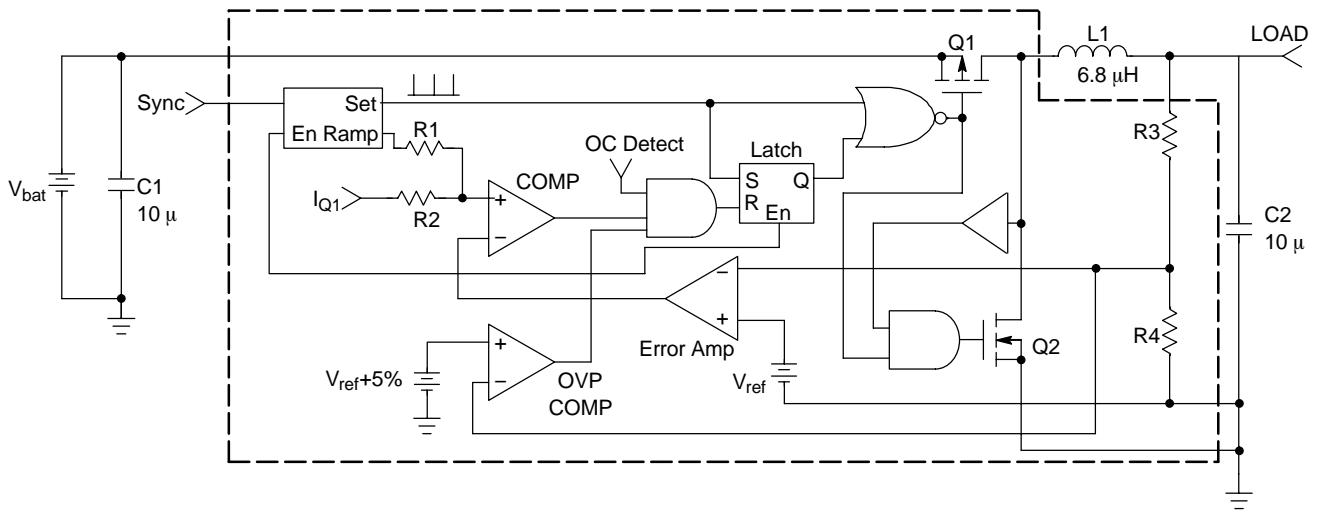 Q1
L1
LOAD
6.8 μH
Sync
Set
En Ramp
R1
OC Detect
Latch
R3
V_bat
C1
10 μ
I_Q1
R2
COMP
+
−
S
Q
R
En
C2
10 μ
−
+
Error Amp
R4
Q2
V_ref+5%
+
−
OVP
COMP
V_ref